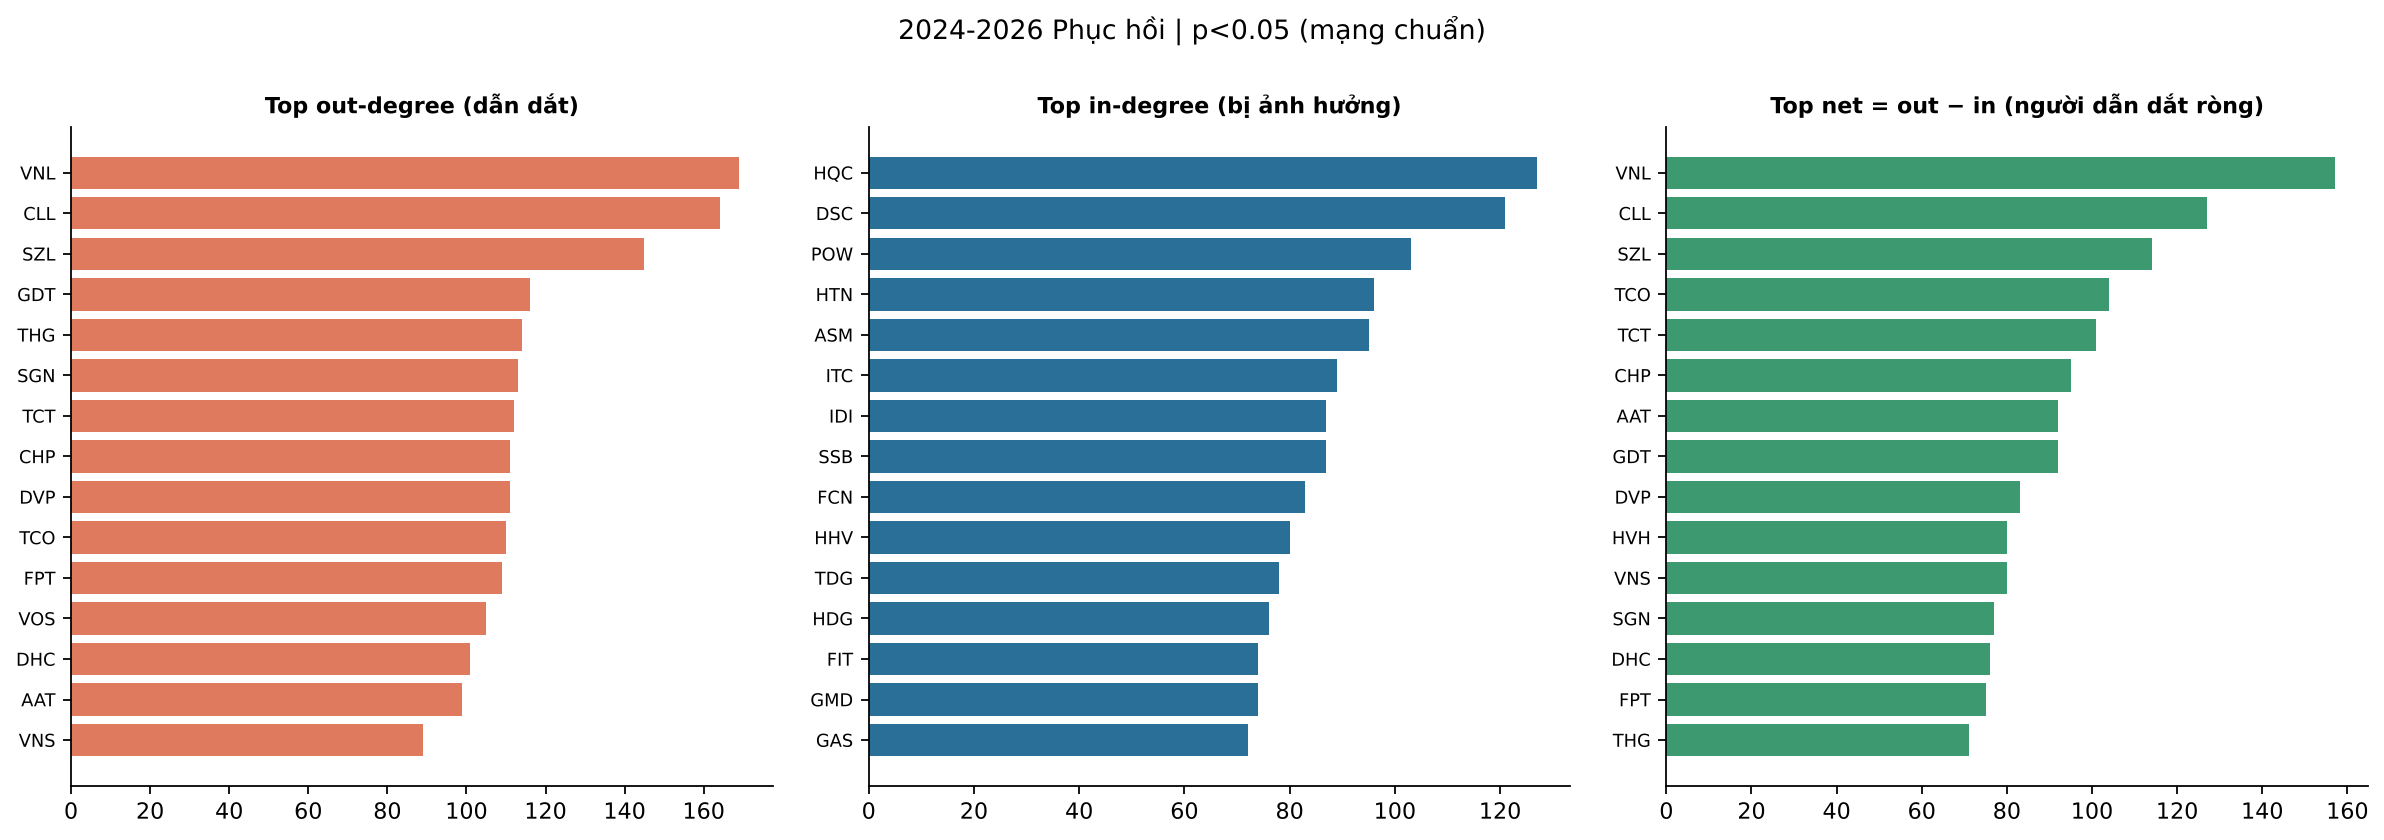 2024-2026 Phục hồi | p<0.05 (mạng chuẩn)
Top out-degree (dẫn dắt)
VNL
CLL
SZL
GDT
THG
SGN
TCT
CHP
DVP
TCO
FPT
VOS
DHC
AAT
VNS
0 20 40 60 80 100 120 140 160
Top in-degree (bị ảnh hưởng)
HQC
DSC
POW
HTN
ASM
ITC
IDI
SSB
FCN
HHV
TDG
HDG
FIT
GMD
GAS
0 20 40 60 80 100 120
Top net = out − in (người dẫn dắt ròng)
VNL
CLL
SZL
TCO
TCT
CHP
AAT
GDT
DVP
HVH
VNS
SGN
DHC
FPT
THG
0 20 40 60 80 100 120 140 160